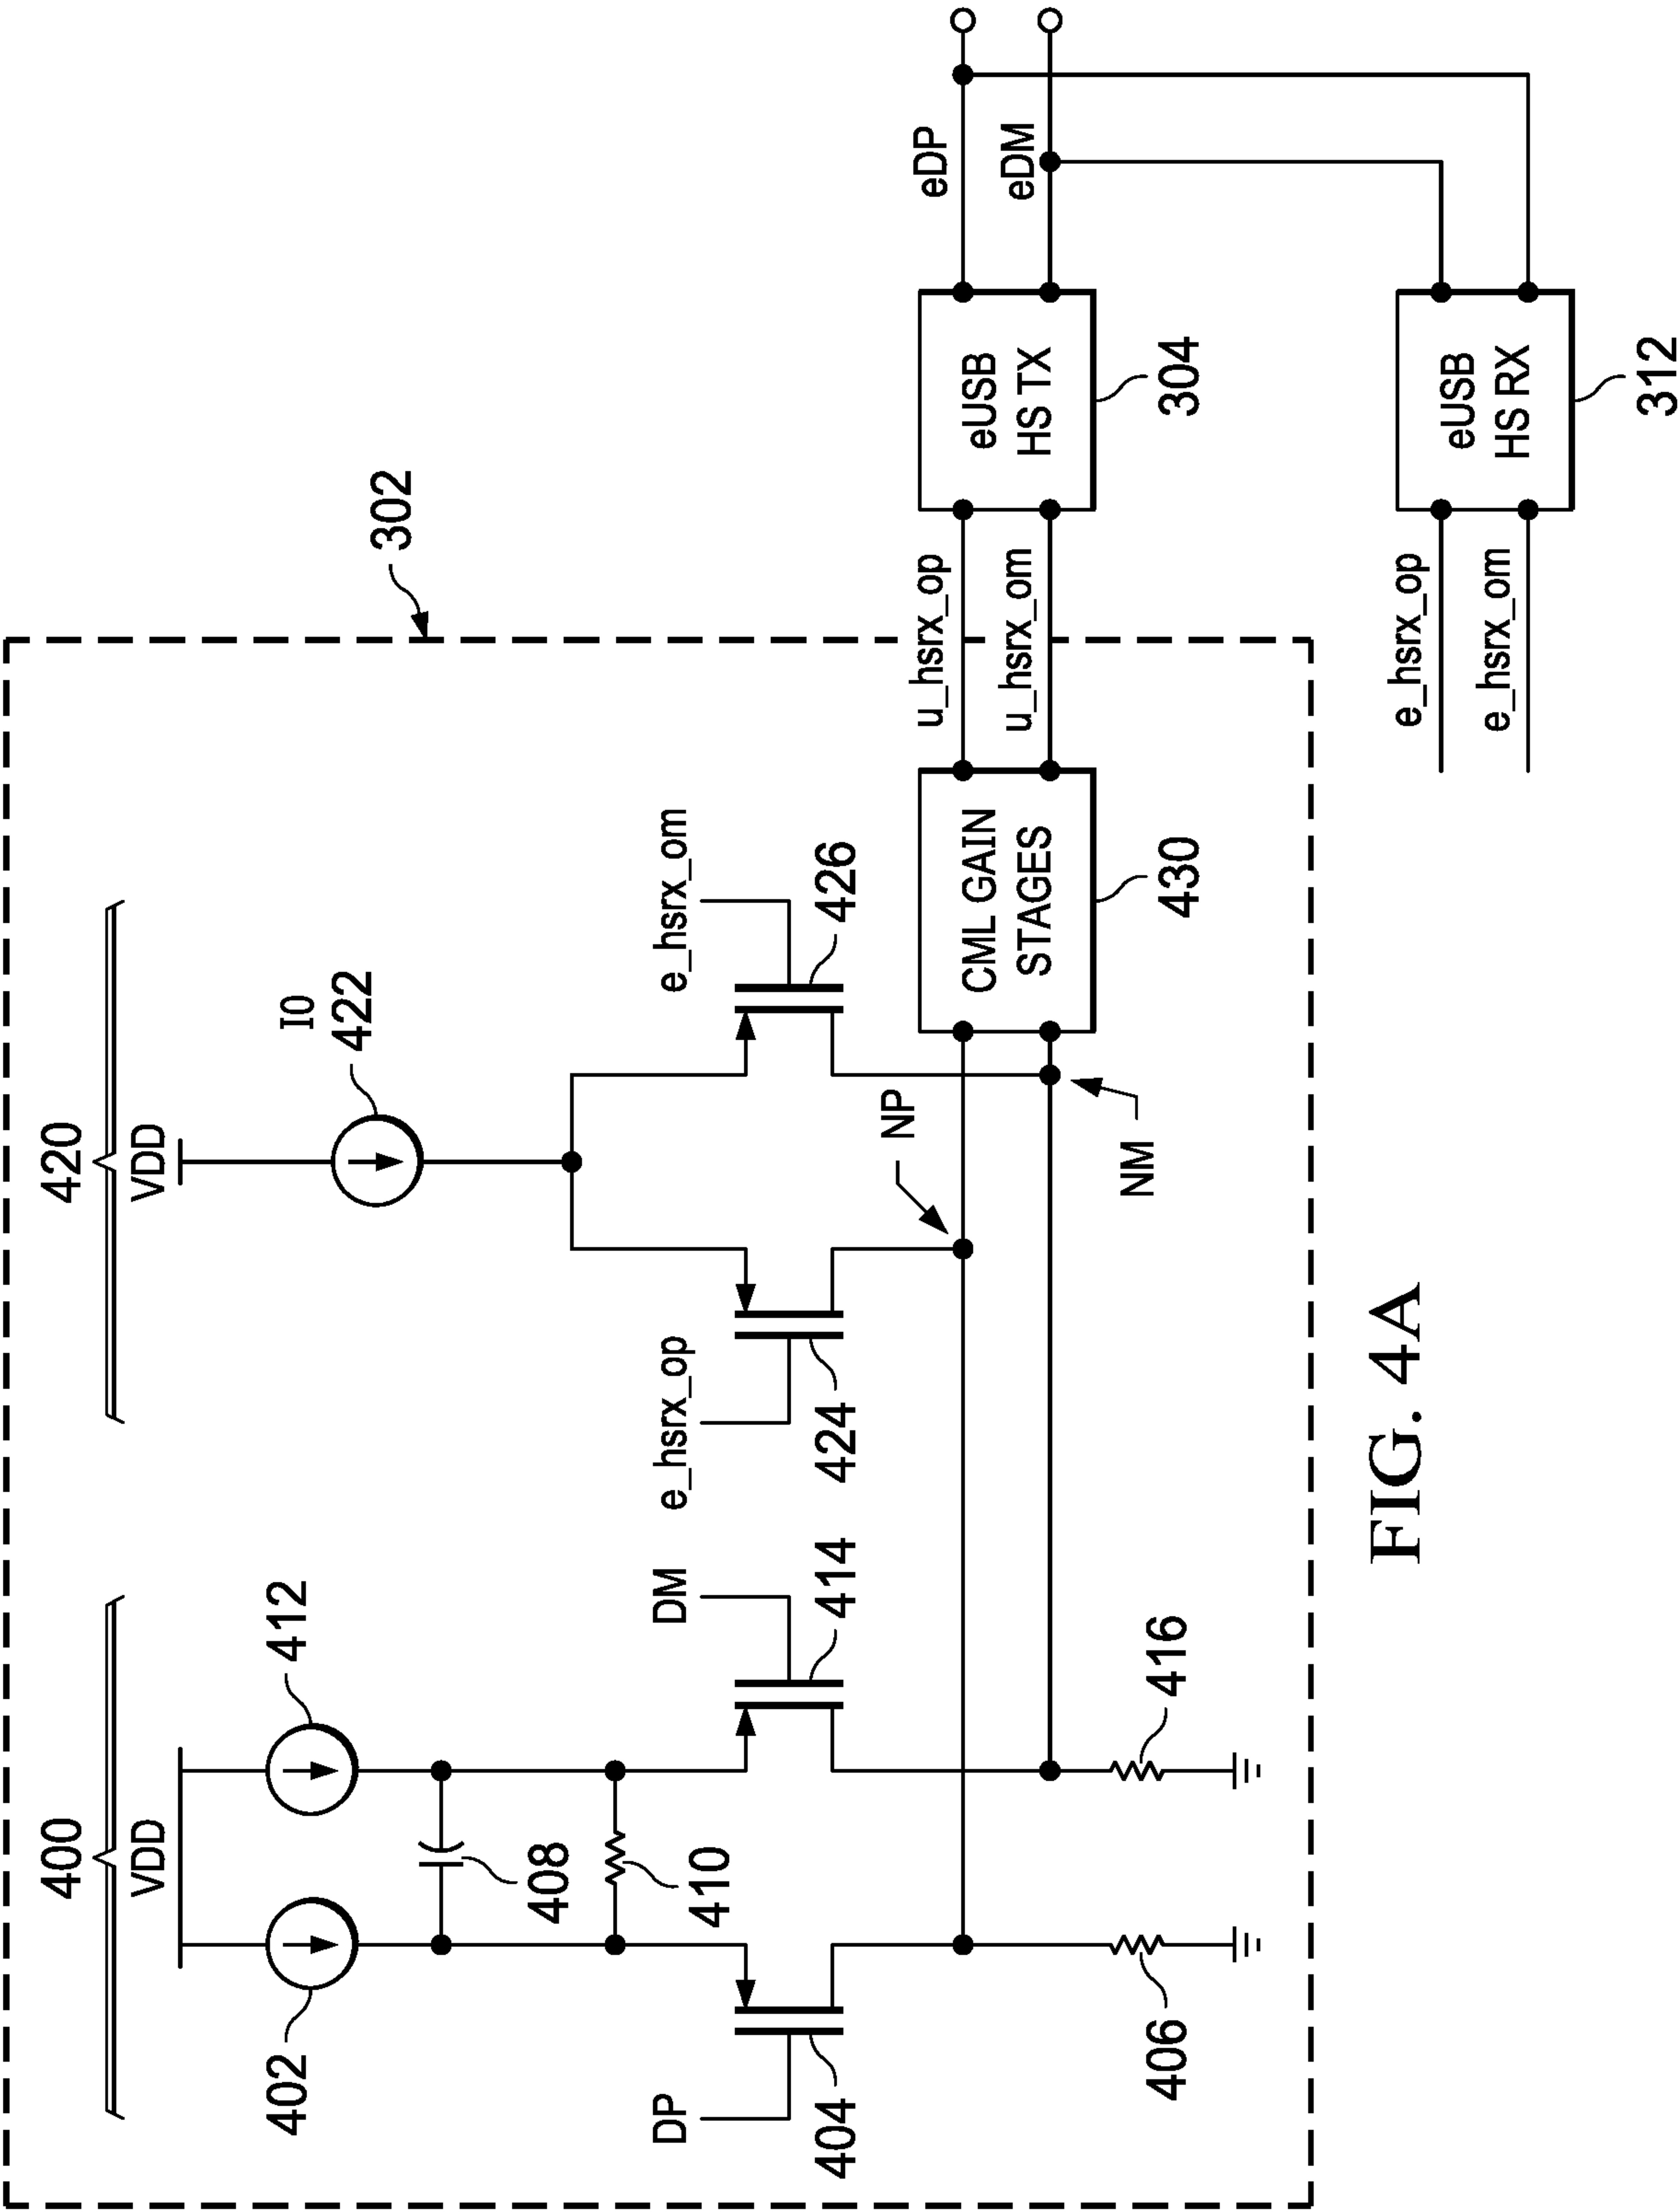 400
VDD
420
VDD
402
412
I0
422
302
408
410
DP
404
DM
414
e_hsrx_op
424
e_hsrx_om
426
NP
NM
406
416
CML GAIN
STAGES
430
u_hsrx_op
u_hsrx_om
eUSB
HS TX
304
eDP
eDM
e_hsrx_op
e_hsrx_om
eUSB
HS RX
312
FIG. 4A